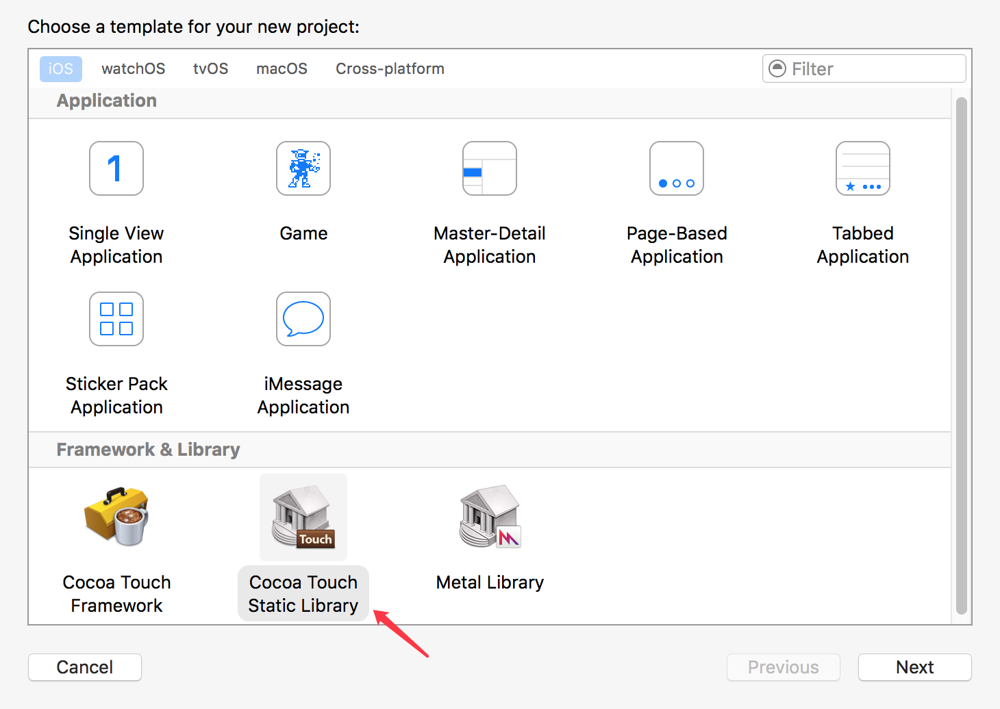 Choose a template for your new project:
iOS watchOS tvOS macOS Cross-platform Filter
Application
1
Single View
Application
Game
Master-Detail
Application
Page-Based
Application
Tabbed
Application
Sticker Pack
Application
iMessage
Application
Framework & Library
Touch
Cocoa Touch
Framework
Cocoa Touch
Static Library
Metal Library
Cancel Previous Next